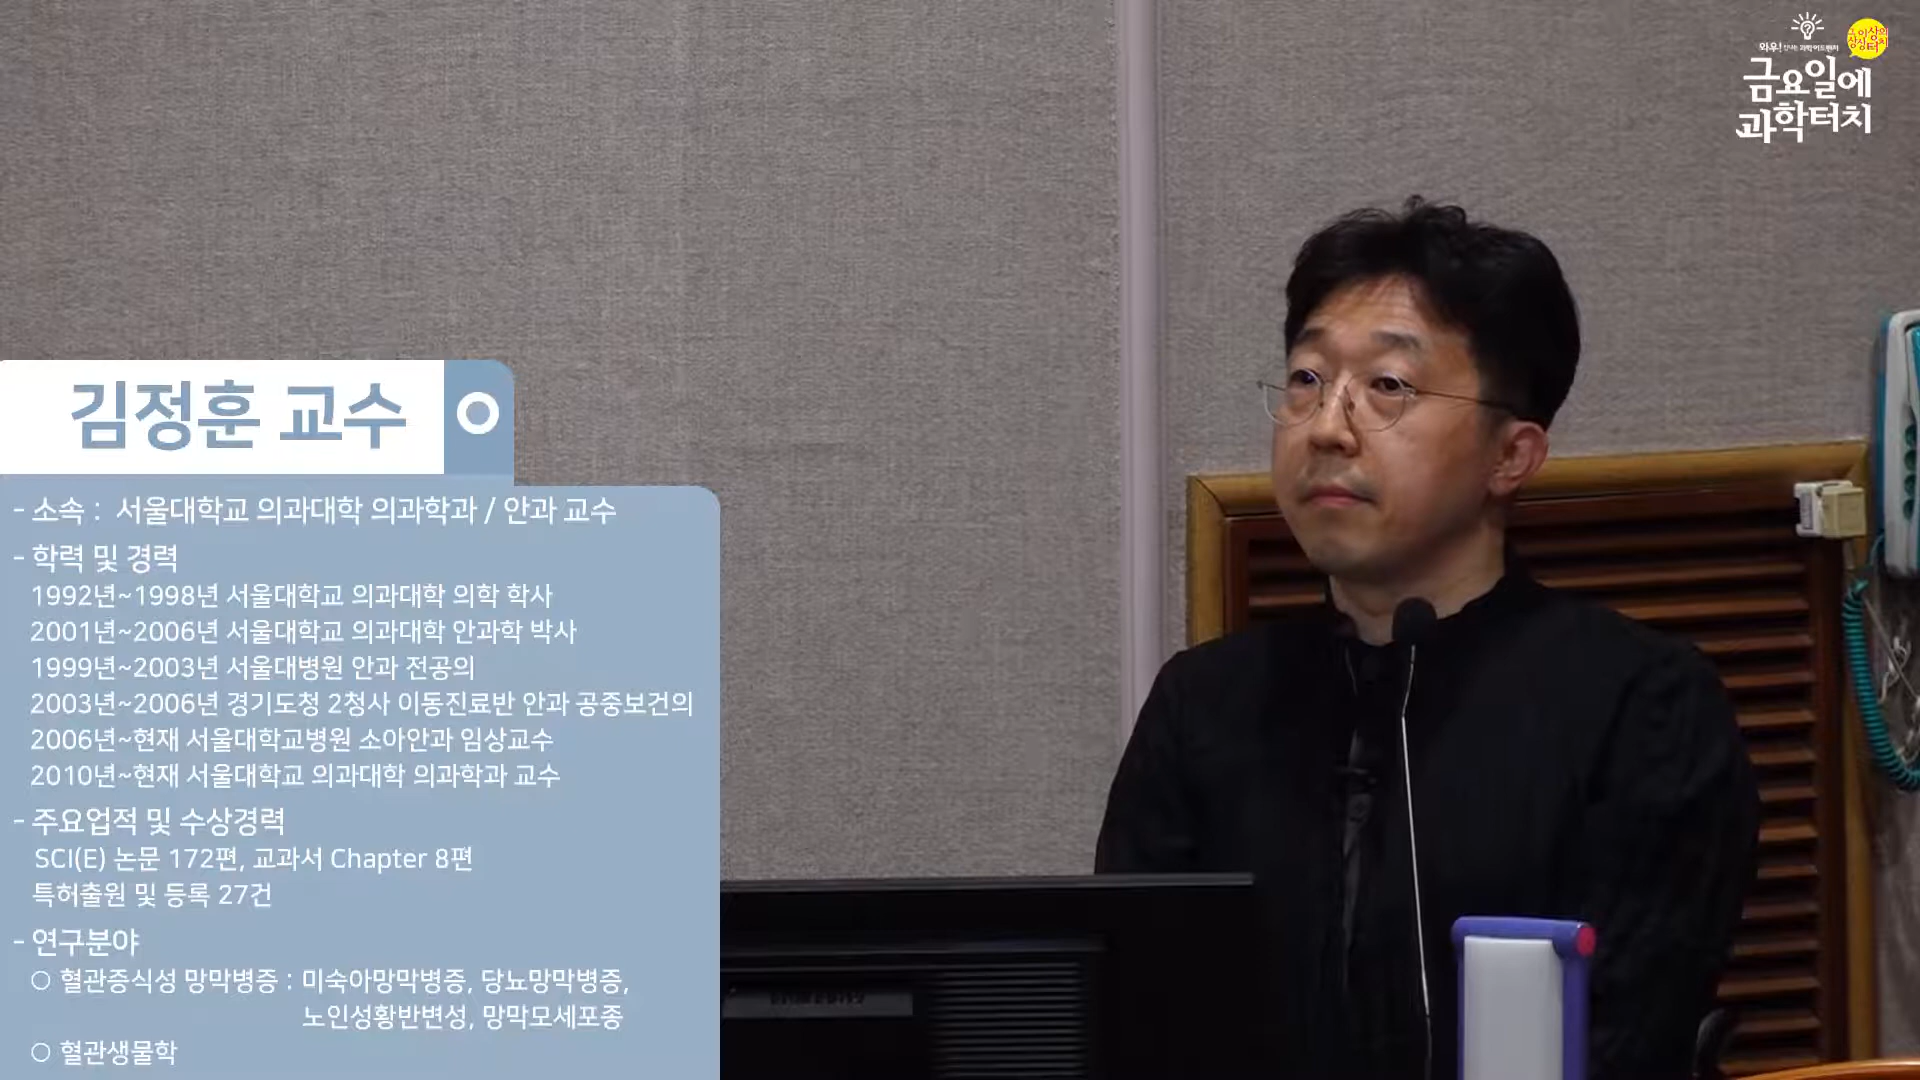 와우!
과학어드벤처
금요일에
과학터치
김정훈 교수
- 소속 : 서울대학교 의과대학 의과학과 / 안과 교수
- 학력 및 경력
1992년~1998년 서울대학교 의과대학 의학 학사
2001년~2006년 서울대학교 의과대학 안과학 박사
1999년~2003년 서울대병원 안과 전공의
2003년~2006년 경기도청 2청사 이동진료반 안과 공중보건의
2006년~현재 서울대학교병원 소아안과 임상교수
2010년~현재 서울대학교 의과대학 의과학과 교수
- 주요업적 및 수상경력
SCI(E) 논문 172편, 교과서 Chapter 8편
특허출원 및 등록 27건
- 연구분야
○ 혈관증식성 망막병증 : 미숙아망막병증, 당뇨망막병증,
노인성황반변성, 망막모세포종
○ 혈관생물학